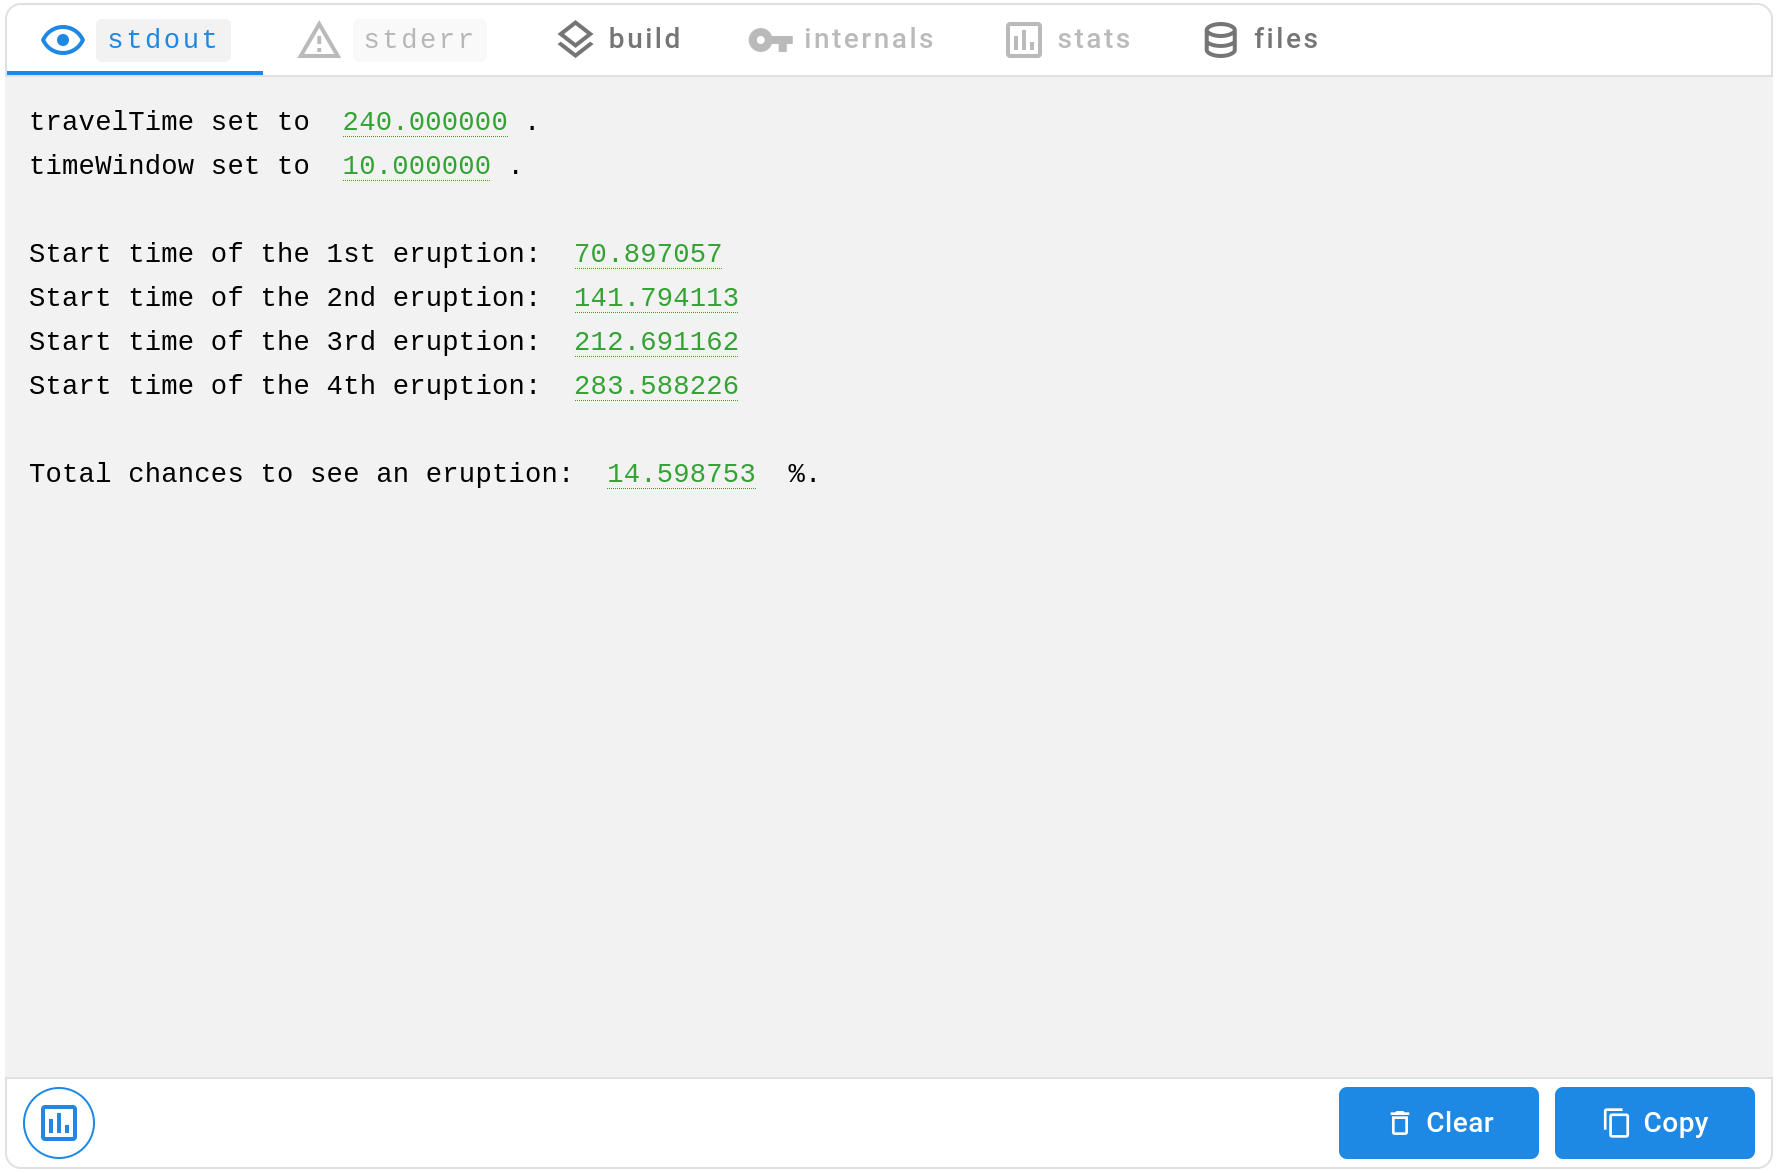 stdout stderr build internals stats files
travelTime set to 240.000000 .
timeWindow set to 10.000000 .
Start time of the 1st eruption: 70.897057
Start time of the 2nd eruption: 141.794113
Start time of the 3rd eruption: 212.691162
Start time of the 4th eruption: 283.588226
Total chances to see an eruption: 14.598753 %.
Clear Copy